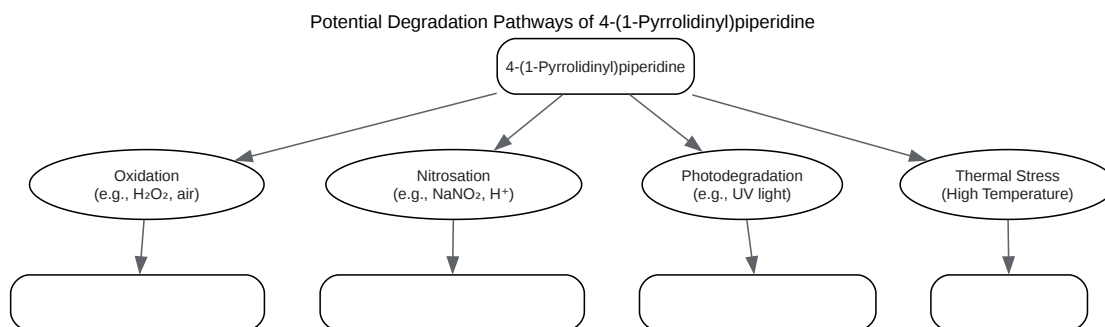 Potential Degradation Pathways of 4-(1-Pyrrolidinyl)piperidine
4-(1-Pyrrolidinyl)piperidine
Oxidation
(e.g., H₂O₂, air)
Nitrosation
(e.g., NaNO₂, H⁺)
Photodegradation
(e.g., UV light)
Thermal Stress
(High Temperature)